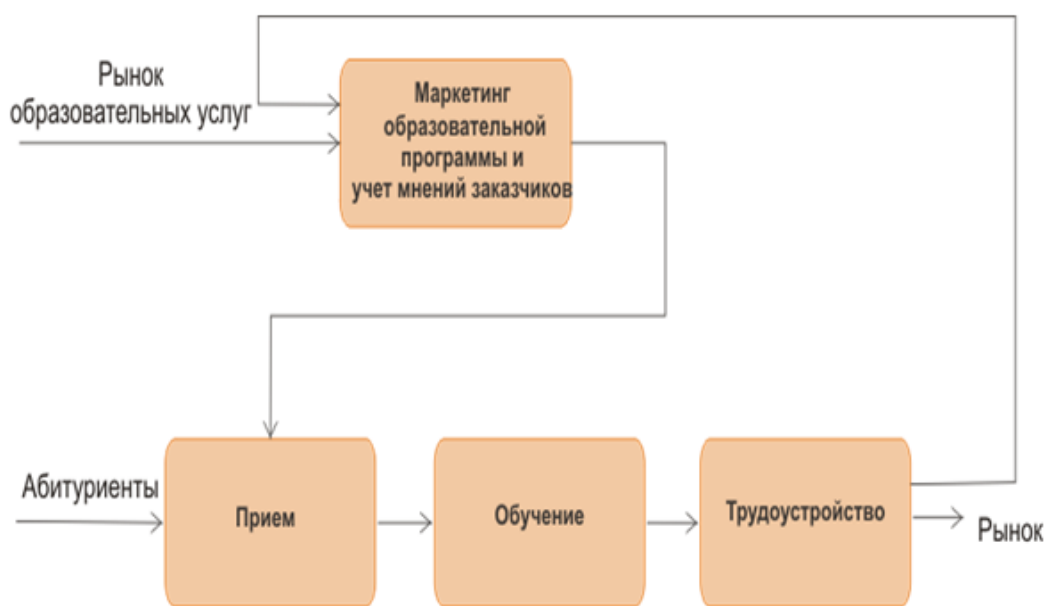 Рынок
образовательных услуг
Маркетинг
образовательной
программы и
учет мнений заказчиков
Абитуриенты
Прием
Обучение
Трудоустройство
Рынок